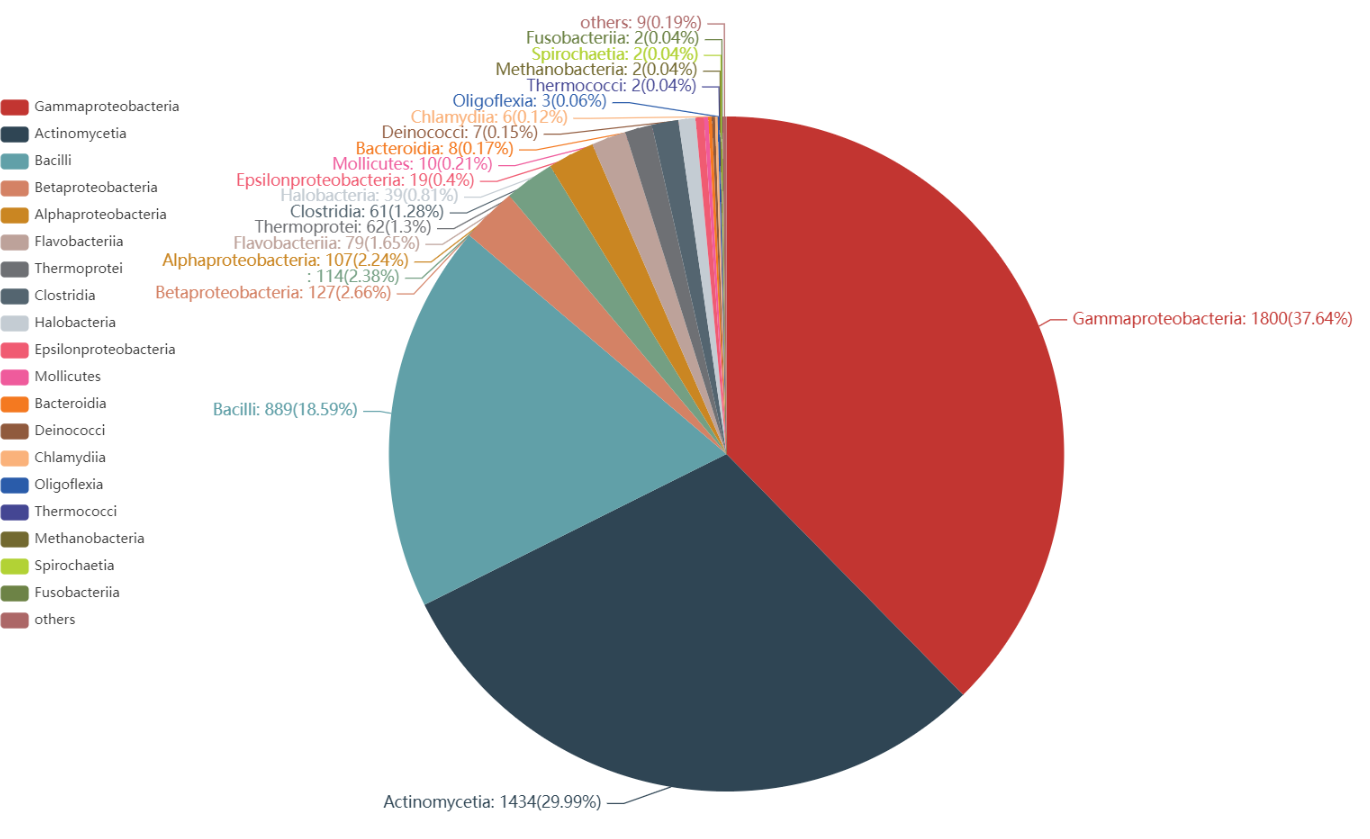 Gammaproteobacteria
Actinomycetia
Bacilli
Betaproteobacteria
Alphaproteobacteria
Flavobacteriia
Thermoprotei
Clostridia
Halobacteria
Epsilonproteobacteria
Mollicutes
Bacteroidia
Deinococci
Chlamydiia
Oligoflexia
Thermococci
Methanobacteria
Spirochaetia
Fusobacteriia
others
others: 9(0.19%)
Fusobacteriia: 2(0.04%)
Spirochaetia: 2(0.04%)
Methanobacteria: 2(0.04%)
Thermococci: 2(0.04%)
Oligoflexia: 3(0.06%)
Chlamydiia: 6(0.12%)
Deinococci: 7(0.15%)
Bacteroidia: 8(0.17%)
Mollicutes: 10(0.21%)
Epsilonproteobacteria: 19(0.4%)
Halobacteria: 39(0.81%)
Clostridia: 61(1.28%)
Thermoprotei: 62(1.3%)
Flavobacteriia: 79(1.65%)
Alphaproteobacteria: 107(2.24%)
: 114(2.38%)
Betaproteobacteria: 127(2.66%)
Bacilli: 889(18.59%)
Actinomycetia: 1434(29.99%)
Gammaproteobacteria: 1800(37.64%)